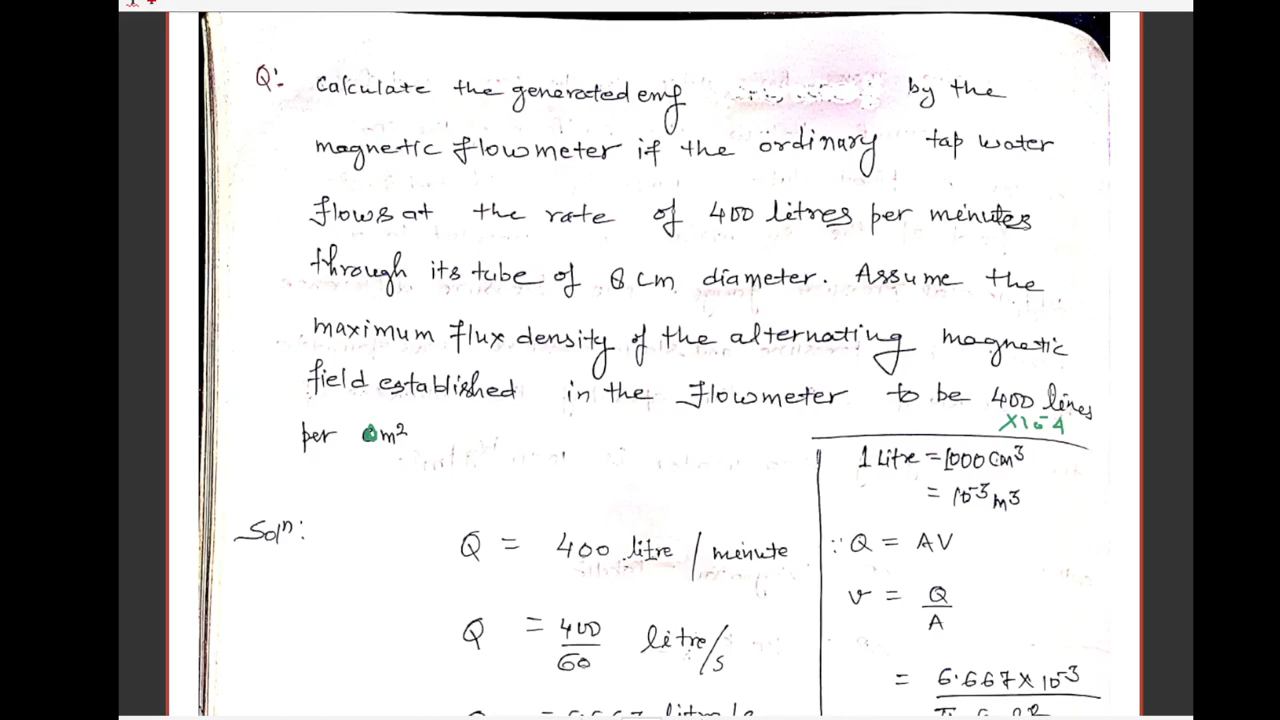 Q:- Calculate the generated emf by the
magnetic flowmeter if the ordinary tap water
flows at the rate of 400 litres per minutes
through its tube of 8 cm diameter. Assume the
maximum flux density of the alternating magnetic
field established in the flowmeter to be 400 lines
×10-4
per m²
Solⁿ:
Q = 400 litre / minute
Q = 400/60 litre/s
1 Litre = 1000 cm³
= 10⁻³ m³
∵ Q = AV
v = Q/A
= 6.667 × 10⁻³